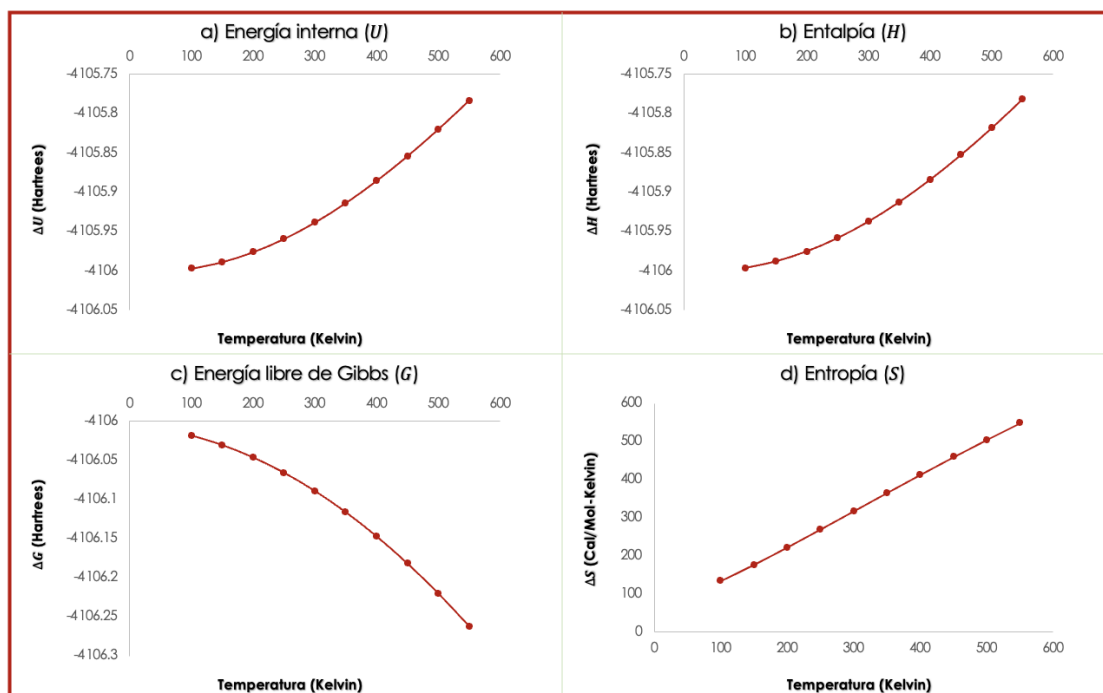 a) Energía interna (U)
0 100 200 300 400 500 600
-4105.75
-4105.8
-4105.85
-4105.9
-4105.95
-4106
-4106.05
ΔU (Hartrees)
Temperatura (Kelvin)
b) Entalpía (H)
0 100 200 300 400 500 600
-4105.75
-4105.8
-4105.85
-4105.9
-4105.95
-4106
-4106.05
ΔH (Hartrees)
Temperatura (Kelvin)
c) Energía libre de Gibbs (G)
0 100 200 300 400 500 600
-4106
-4106.05
-4106.1
-4106.15
-4106.2
-4106.25
-4106.3
ΔG (Hartrees)
Temperatura (Kelvin)
d) Entropía (S)
600
500
400
300
200
100
0
ΔS (Cal/Mol-Kelvin)
0 100 200 300 400 500 600
Temperatura (Kelvin)